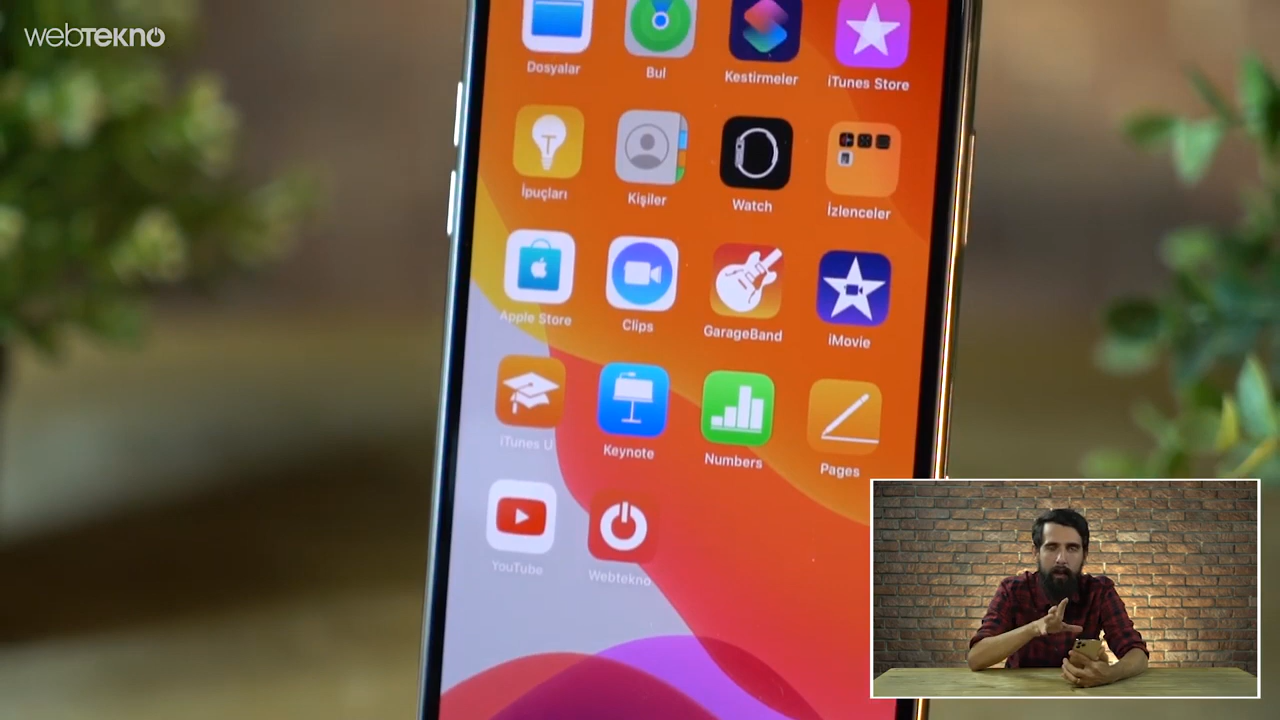 webtekno
Dosyalar
Bul
Kestirmeler
iTunes Store
İpuçları
Kişiler
Watch
İzlenceler
Apple Store
Clips
GarageBand
iMovie
iTunes U
Keynote
Numbers
Pages
YouTube
Webtekno